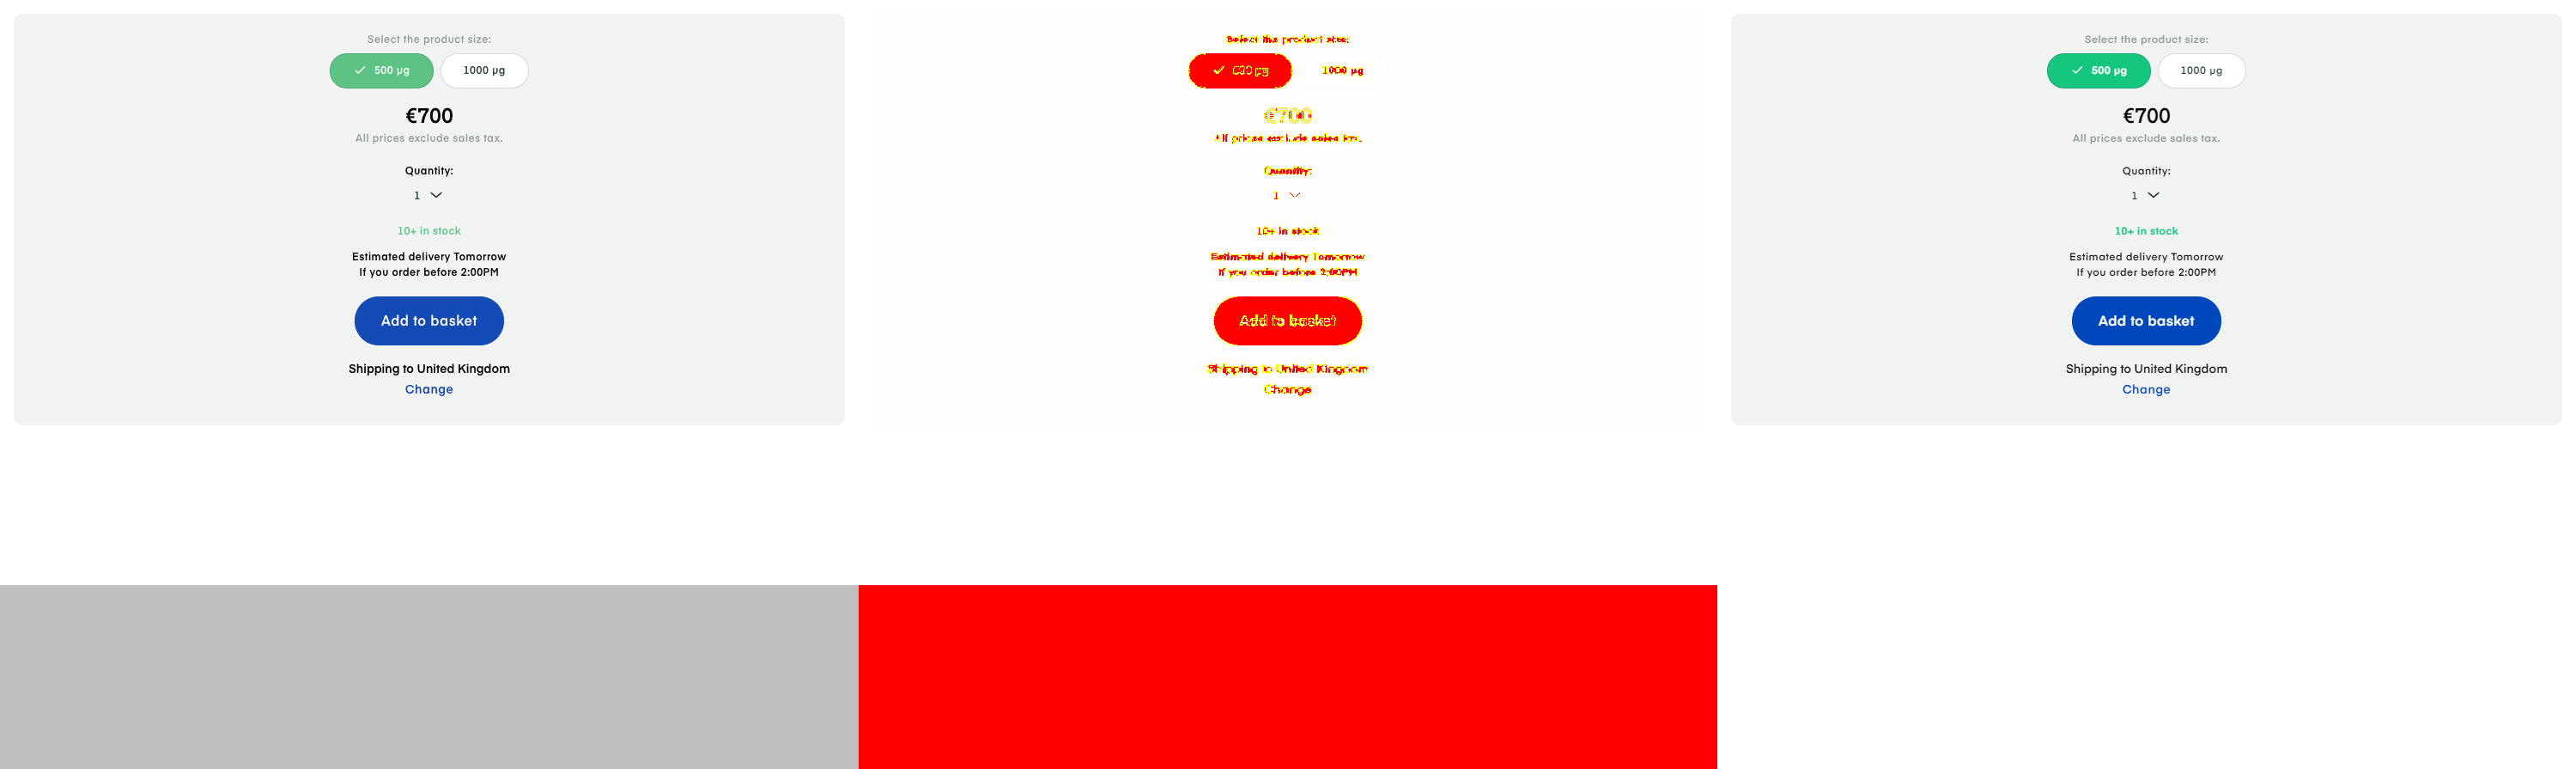 Select the product size:
500 µg
1000 µg
€700
All prices exclude sales tax.
Quantity:
1
10+ in stock
Estimated delivery Tomorrow
If you order before 2:00PM
Add to basket
Shipping to United Kingdom
Change
Select the product size:
500 µg
1000 µg
€700
All prices exclude sales tax.
Quantity:
1
10+ in stock
Estimated delivery Tomorrow
If you order before 2:00PM
Add to basket
Shipping to United Kingdom
Change
Select the product size:
500 µg
1000 µg
€700
All prices exclude sales tax.
Quantity:
1
10+ in stock
Estimated delivery Tomorrow
If you order before 2:00PM
Add to basket
Shipping to United Kingdom
Change